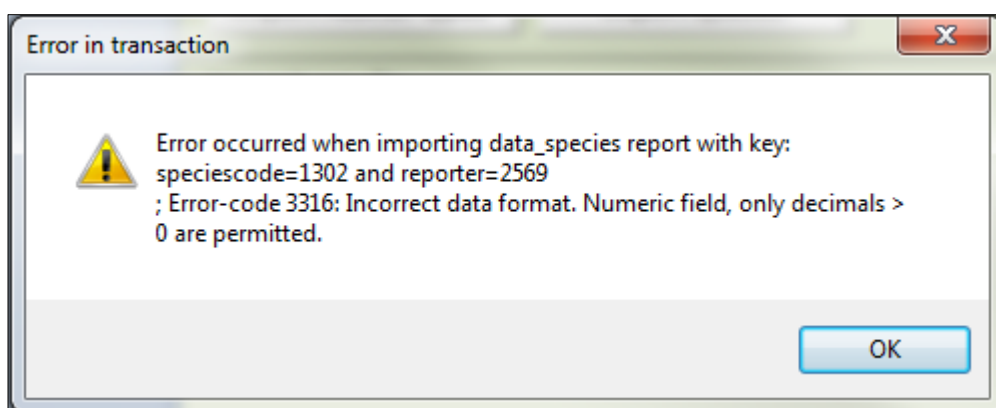 Error in transaction
Error occurred when importing data_species report with key:
speciescode=1302 and reporter=2569
; Error-code 3316: Incorrect data format. Numeric field, only decimals >
0 are permitted.
OK